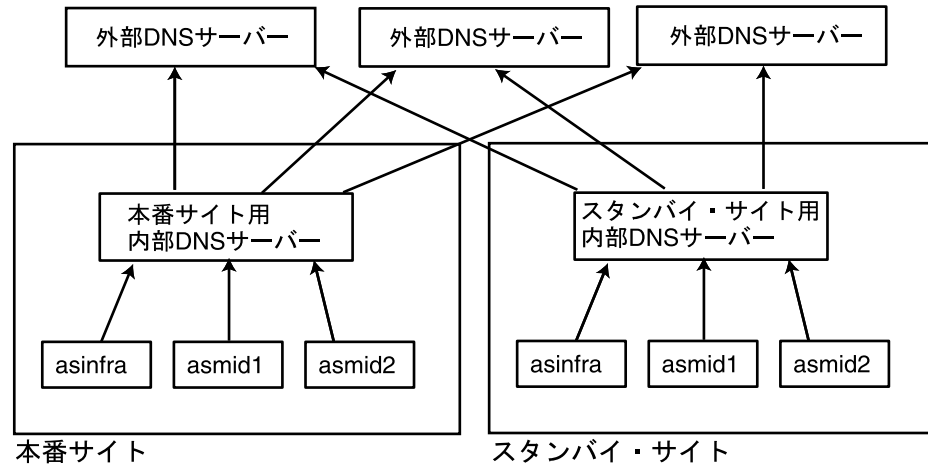 外部DNSサーバー
外部DNSサーバー
外部DNSサーバー
本番サイト用
内部DNSサーバー
スタンバイ・サイト用
内部DNSサーバー
asinfra
asmid1
asmid2
asinfra
asmid1
asmid2
本番サイト
スタンバイ・サイト